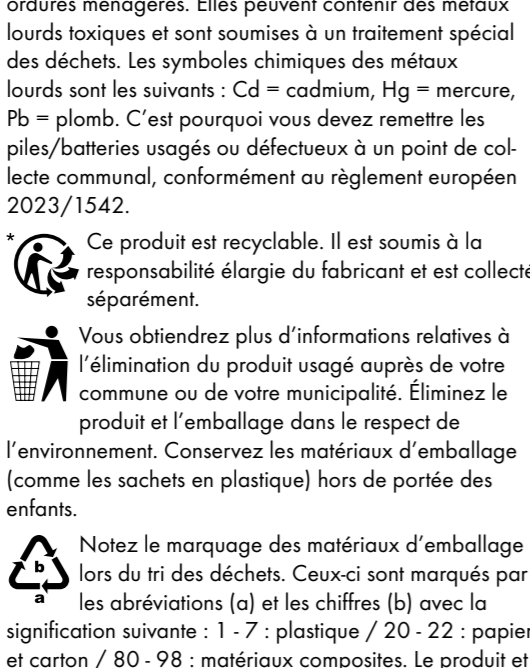 ordures ménagères. Elles peuvent contenir des métaux
lourds toxiques et sont soumises à un traitement spécial
des déchets. Les symboles chimiques des métaux
lourds sont les suivants : Cd = cadmium, Hg = mercure,
Pb = plomb. C’est pourquoi vous devez remettre les
piles/batteries usagés ou défectueux à un point de col-
lecte communal, conformément au règlement européen
2023/1542.
* Ce produit est recyclable. Il est soumis à la
responsabilité élargie du fabricant et est collecté
séparément.
Vous obtiendrez plus d’informations relatives à
l’élimination du produit usagé auprès de votre
commune ou de votre municipalité. Éliminez le
produit et l’emballage dans le respect de
l’environnement. Conservez les matériaux d’emballage
(comme les sachets en plastique) hors de portée des
enfants.
b
a
Notez le marquage des matériaux d’emballage
lors du tri des déchets. Ceux-ci sont marqués par
les abréviations (a) et les chiffres (b) avec la
signification suivante : 1 - 7 : plastique / 20 - 22 : papier
et carton / 80 - 98 : matériaux composites. Le produit et